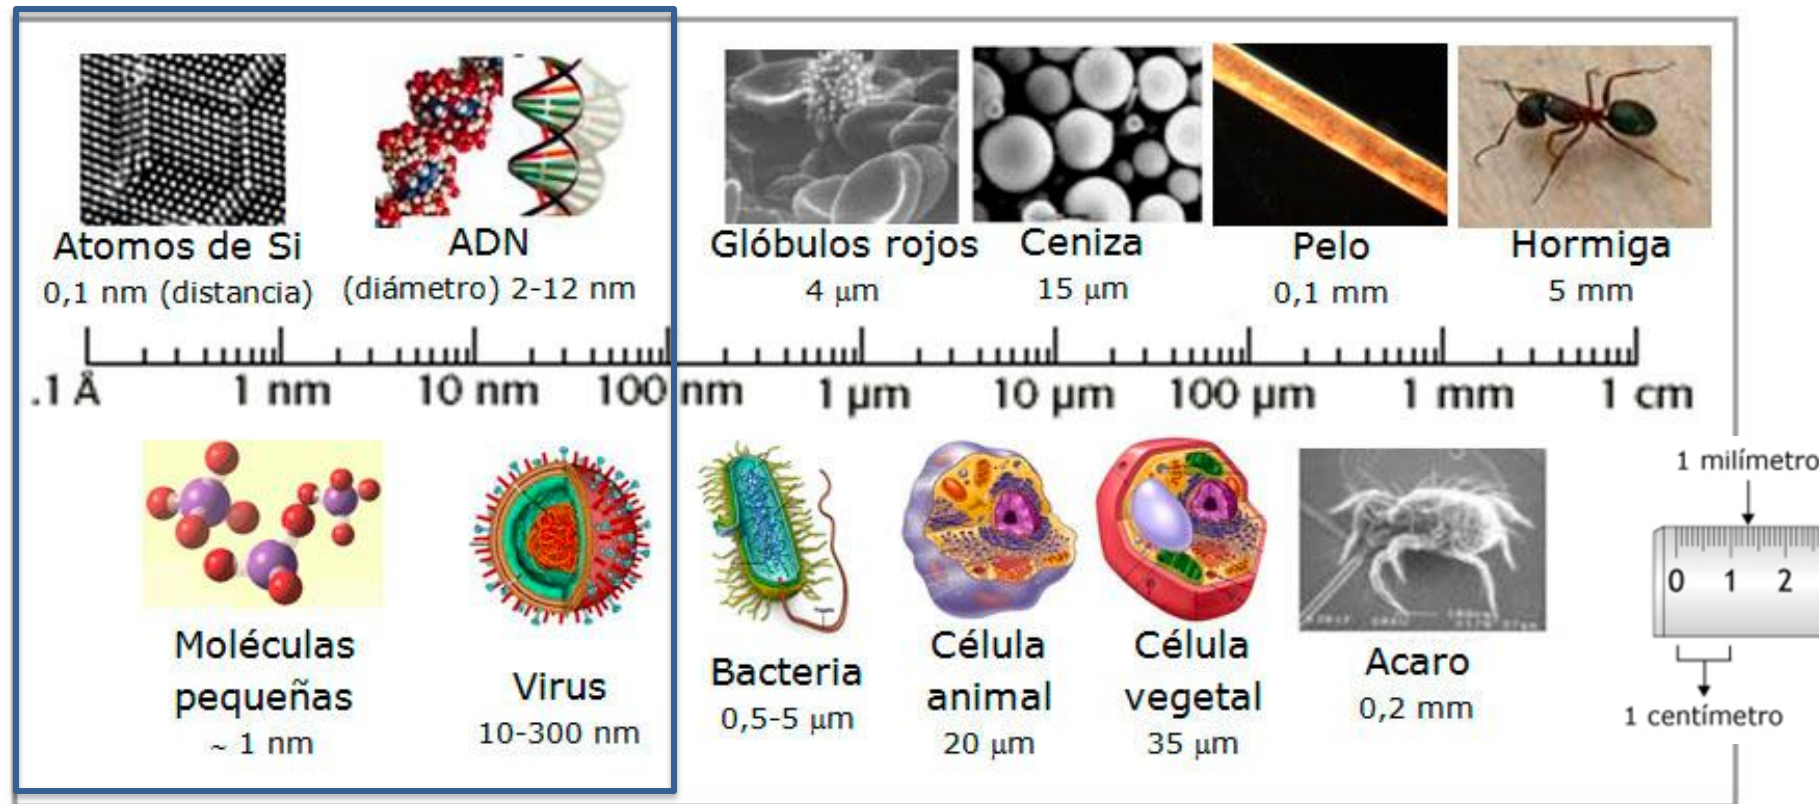 Atomos de Si
0,1 nm (distancia)
ADN
(diámetro) 2-12 nm
Glóbulos rojos
4 μm
Ceniza
15 μm
Pelo
0,1 mm
Hormiga
5 mm
.1 Å 1 nm 10 nm 100 nm 1 μm 10 μm 100 μm 1 mm 1 cm
Moléculas
pequeñas
~ 1 nm
Virus
10-300 nm
Bacteria
0,5-5 μm
Célula
animal
20 μm
Célula
vegetal
35 μm
Acaro
0,2 mm
1 milímetro
0 1 2
1 centímetro